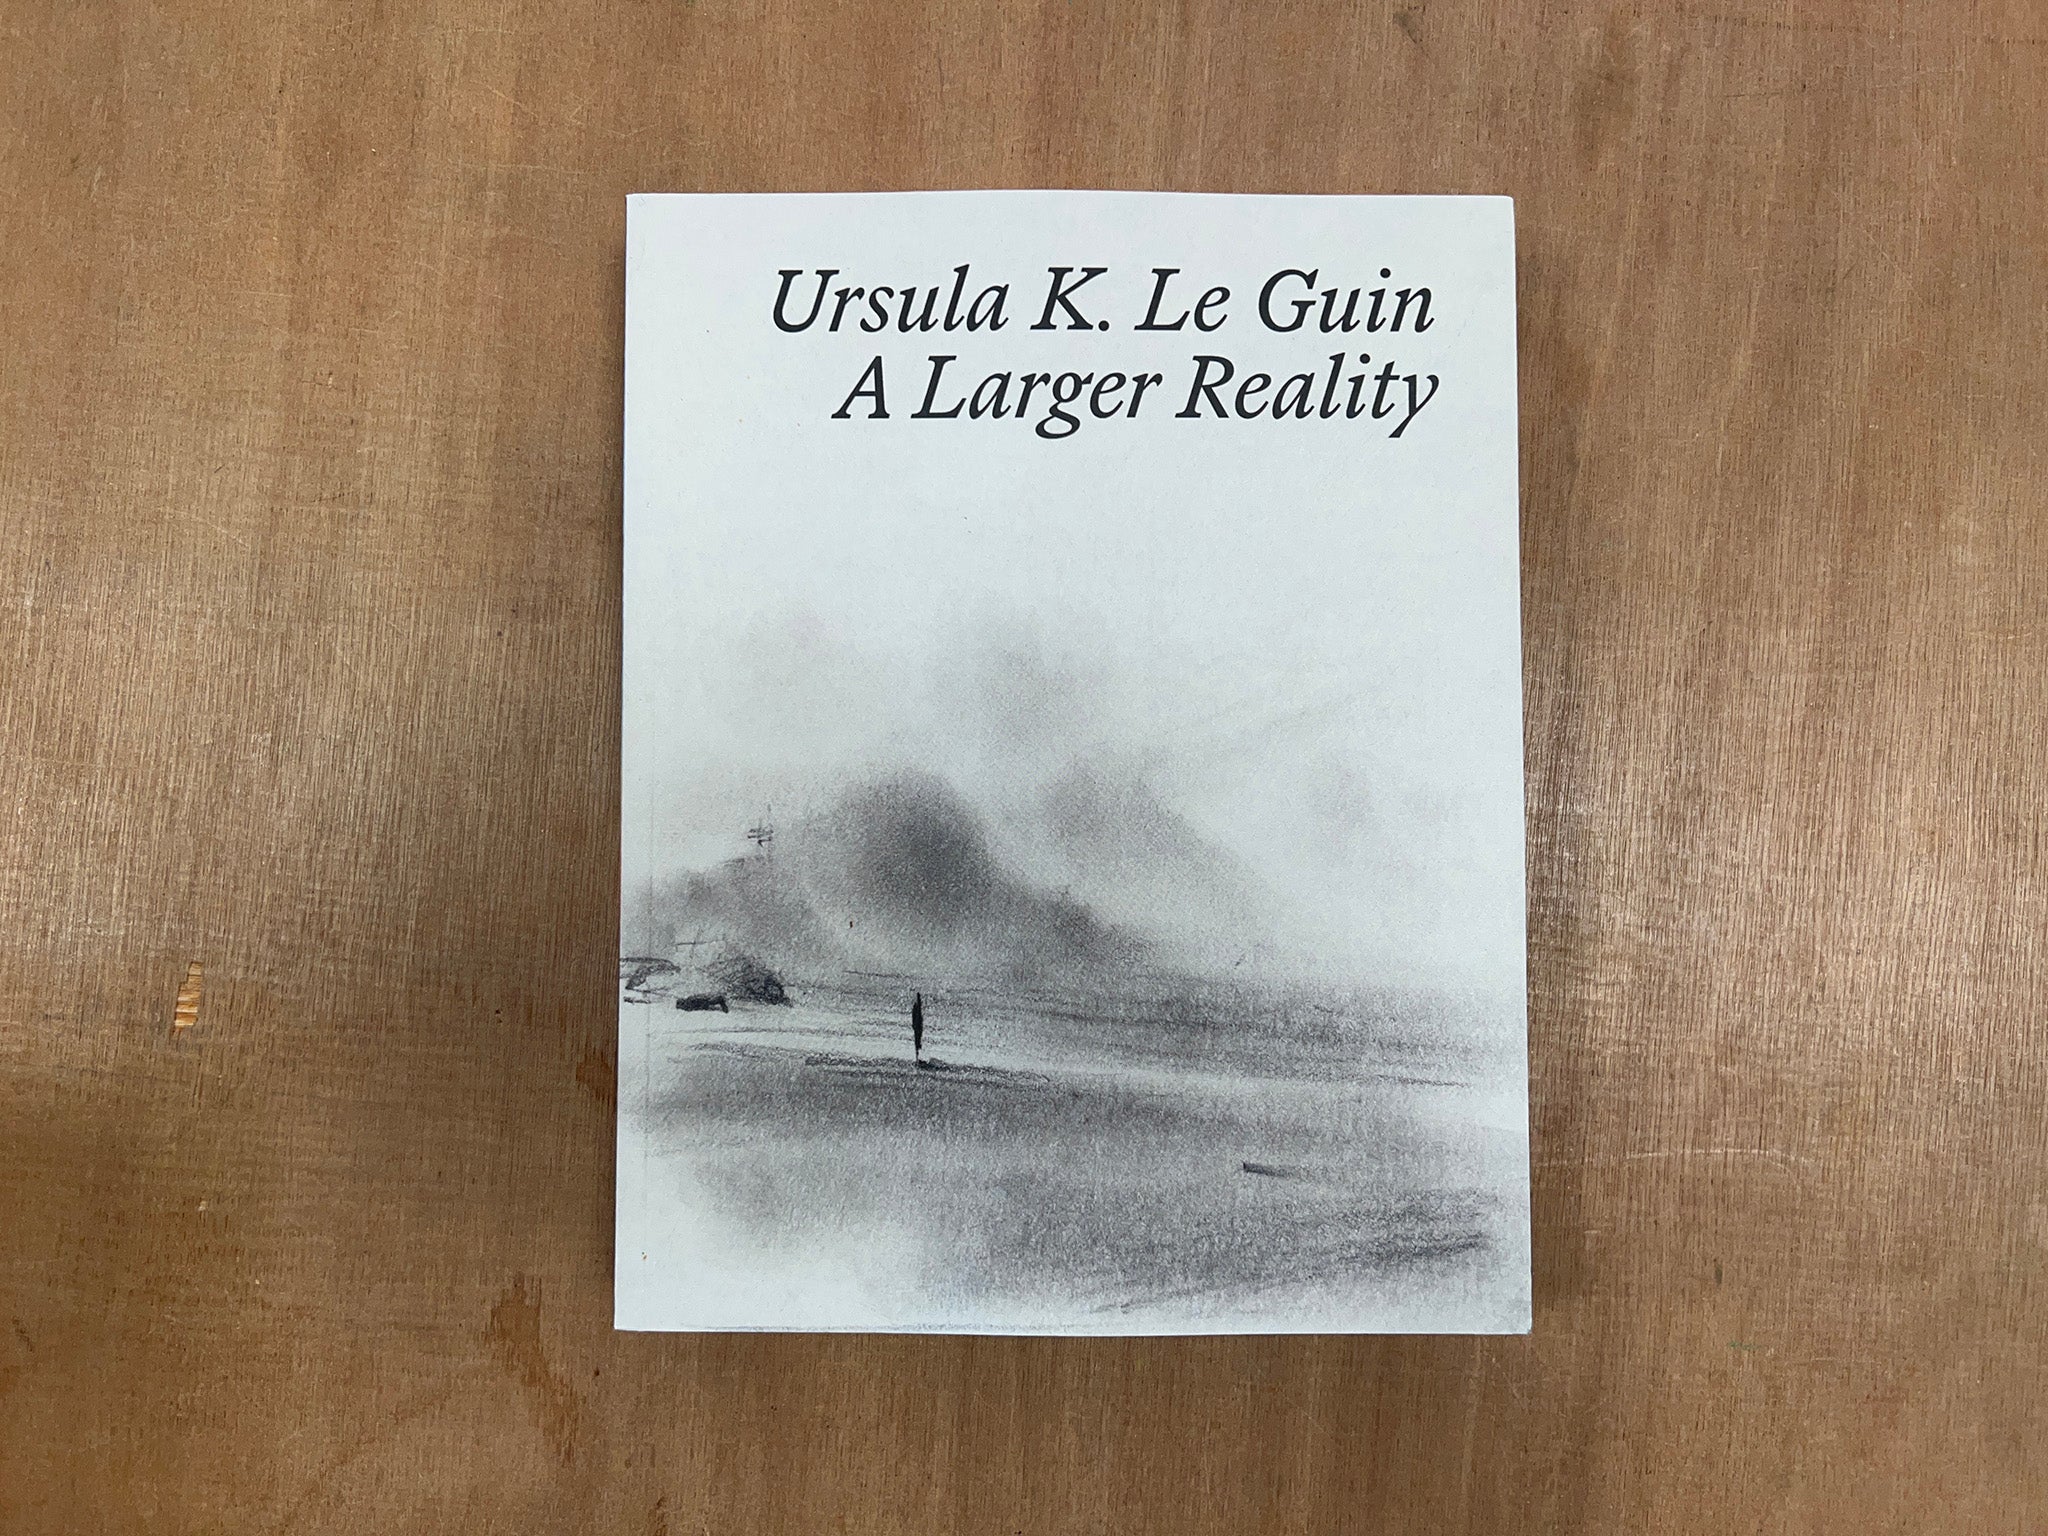 Ursula K. Le Guin
A Larger Reality